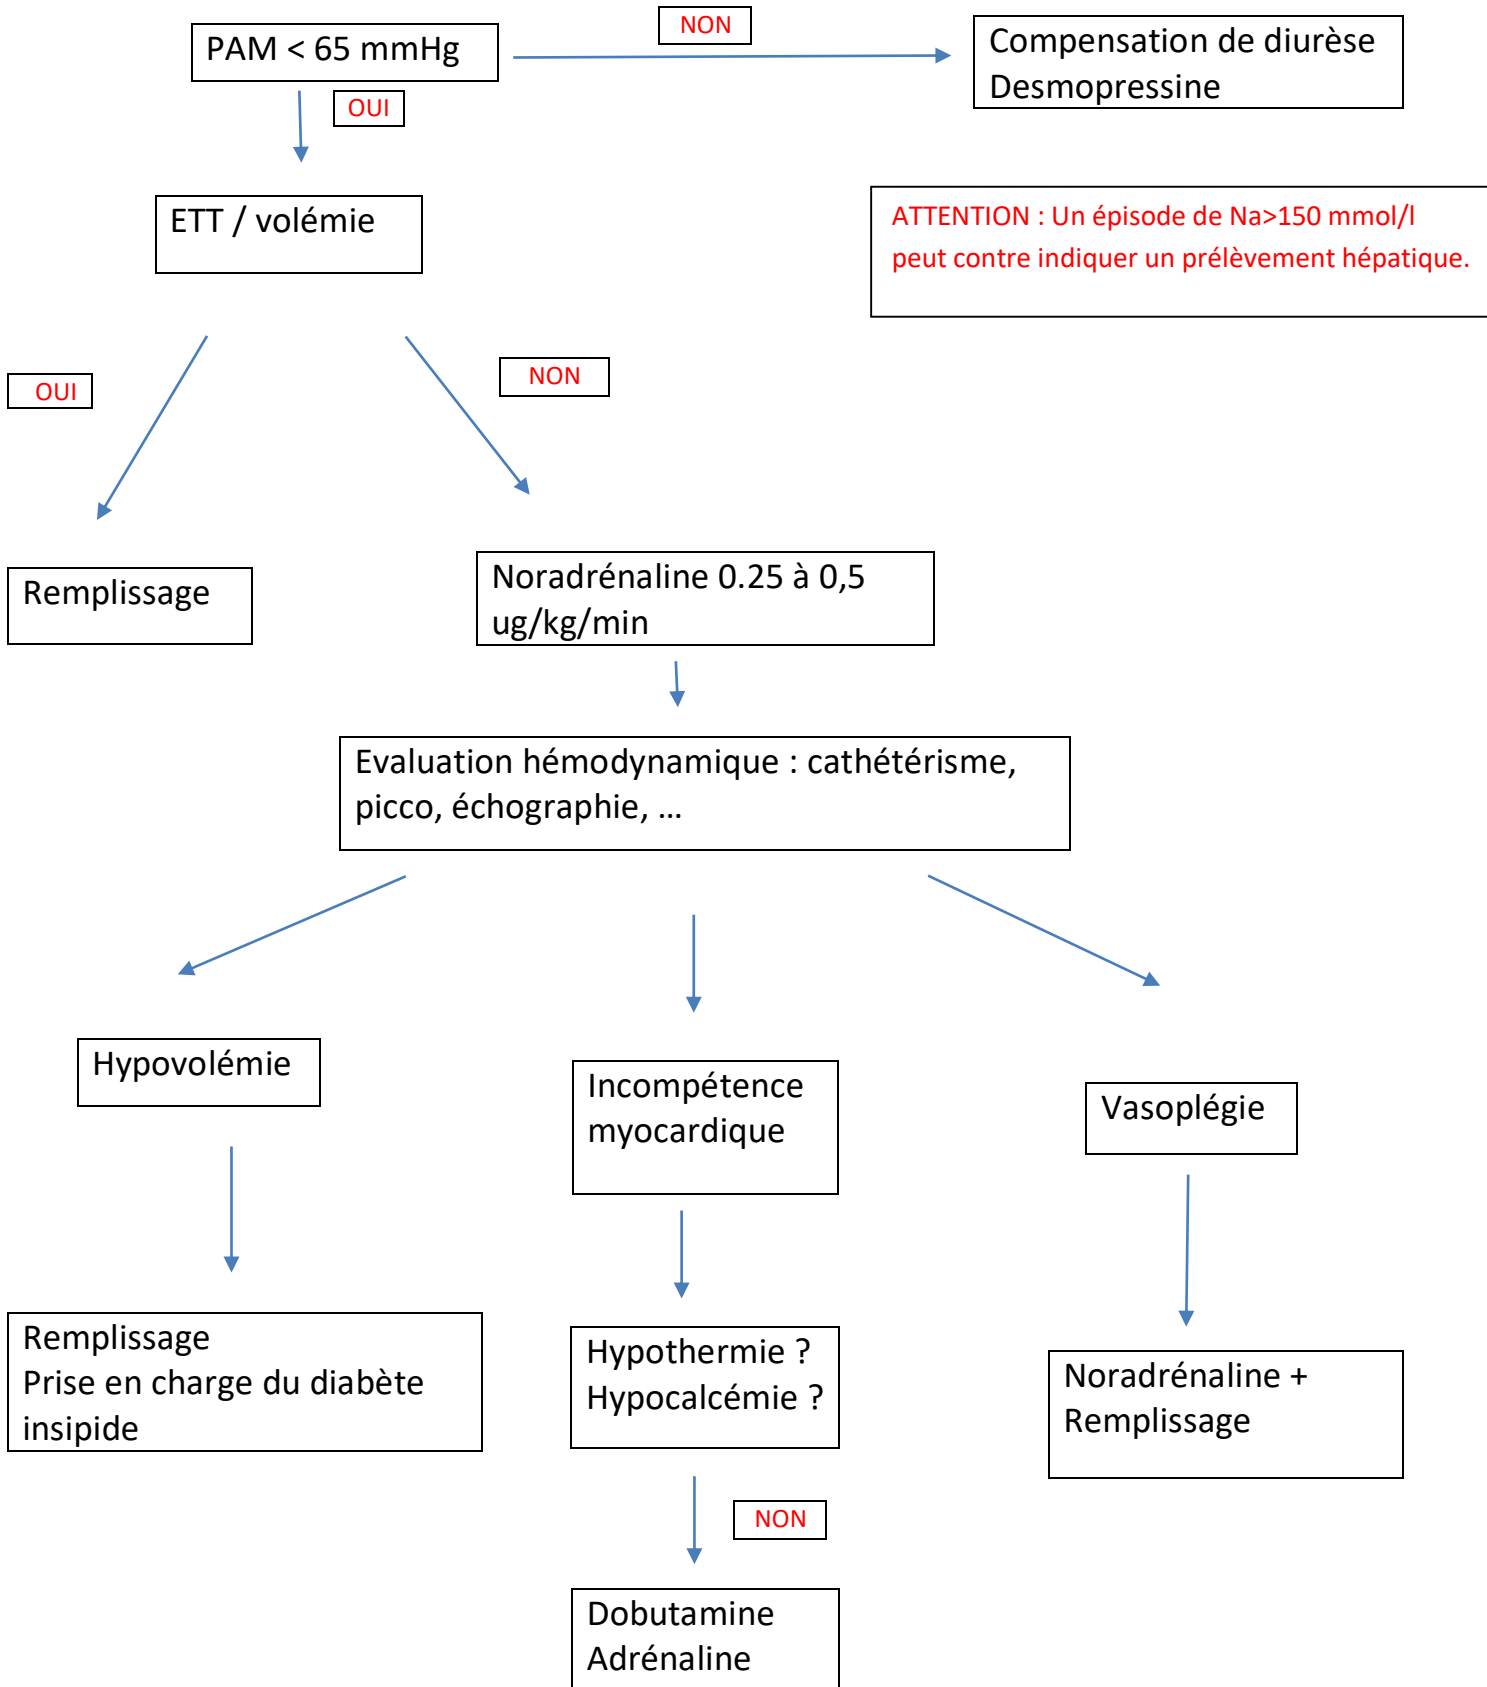 PAM < 65 mmHg
NON
Compensation de diurèse
Desmopressine
OUI
ETT / volémie
ATTENTION : Un épisode de Na>150 mmol/l
peut contre indiquer un prélèvement hépatique.
OUI
NON
Remplissage
Noradrénaline 0.25 à 0,5
ug/kg/min
Evaluation hémodynamique : cathétérisme,
picco, échographie, ...
Hypovolémie
Incompétence
myocardique
Vasoplégie
Remplissage
Prise en charge du diabète
insipide
Hypothermie ?
Hypocalcémie ?
Noradrénaline +
Remplissage
NON
Dobutamine
Adrénaline